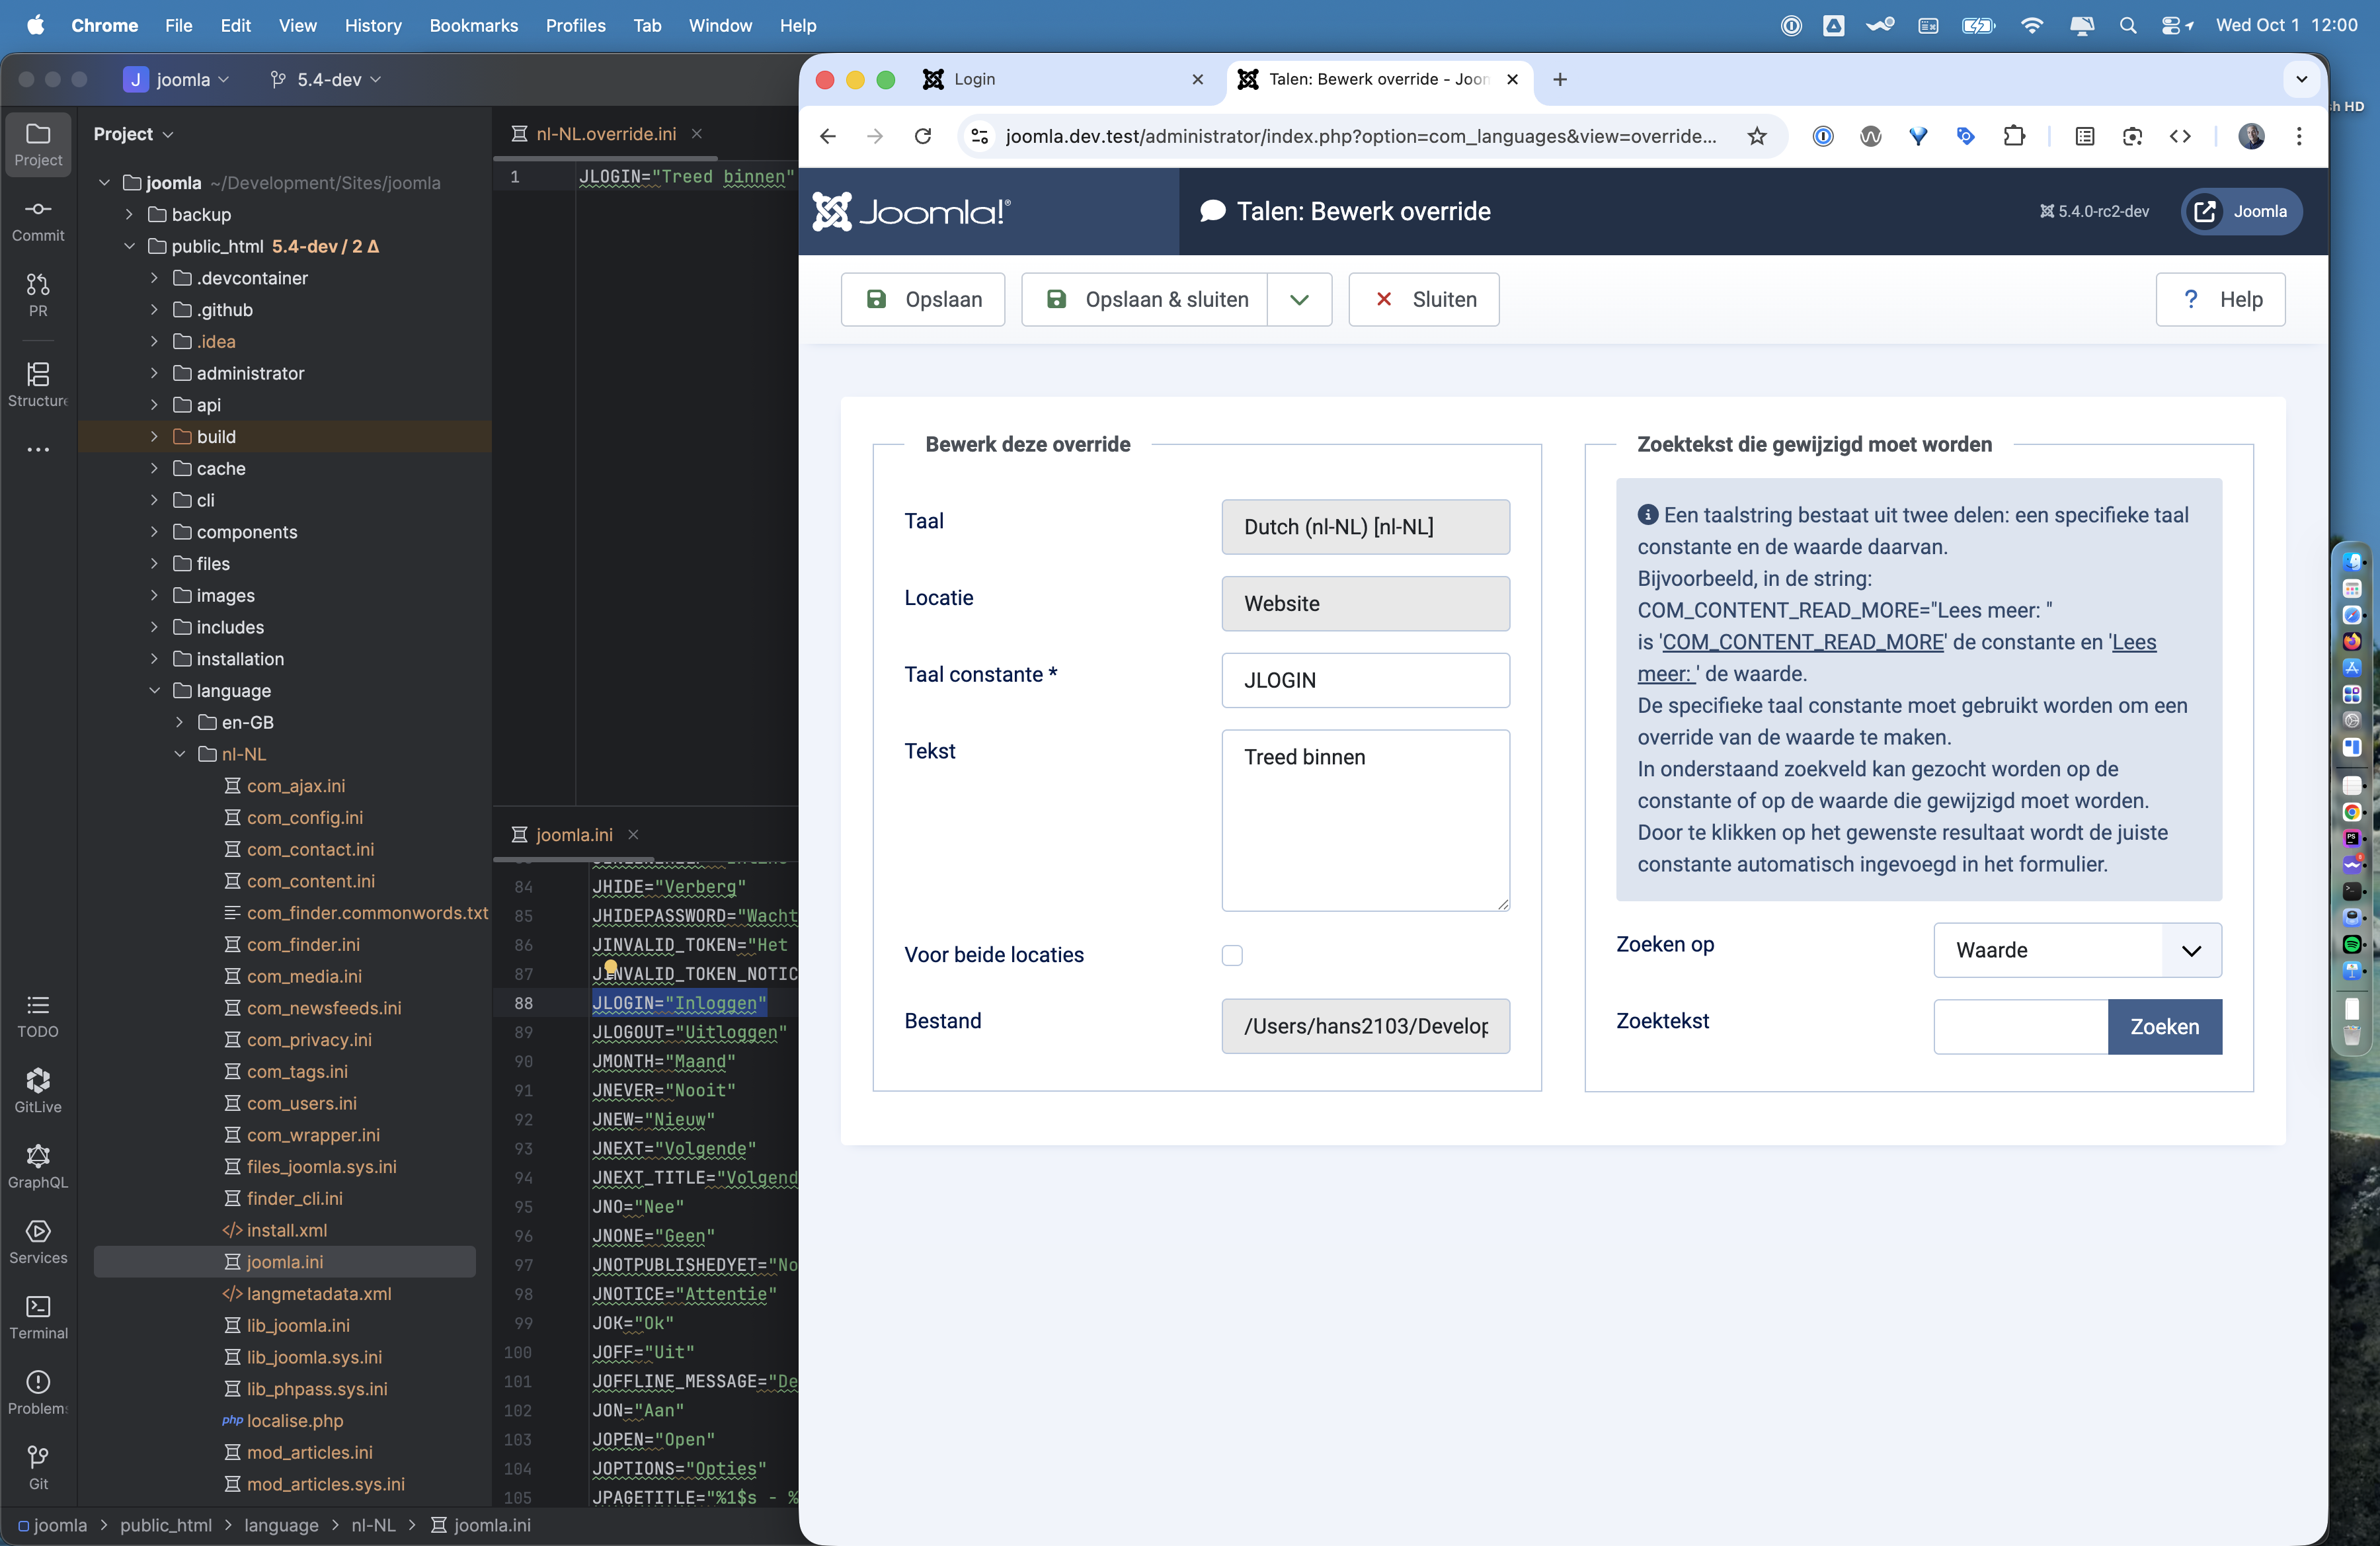 Chrome File Edit View History Bookmarks Profiles Tab Window Help
Wed Oct 1 12:00
J joomla 5.4-dev
Project
Commit
PR
Structure
TODO
GitLive
GraphQL
Services
Terminal
Problems
Git
Project
joomla ~/Development/Sites/joomla
backup
public_html 5.4-dev / 2 Δ
.devcontainer
.github
.idea
administrator
api
build
cache
cli
components
files
images
includes
installation
language
en-GB
nl-NL
com_ajax.ini
com_config.ini
com_contact.ini
com_content.ini
com_finder.commonwords.txt
com_finder.ini
com_media.ini
com_newsfeeds.ini
com_privacy.ini
com_tags.ini
com_users.ini
com_wrapper.ini
files_joomla.sys.ini
finder_cli.ini
</> install.xml
joomla.ini
</> langmetadata.xml
lib_joomla.ini
lib_joomla.sys.ini
lib_phpass.sys.ini
php localise.php
mod_articles.ini
mod_articles.sys.ini
joomla > public_html > language > nl-NL > joomla.ini
nl-NL.override.ini
1 JLOGIN="Treed binnen"
joomla.ini
84 JHIDE="Verberg"
85 JHIDEPASSWORD="Wacht
86 JINVALID_TOKEN="Het
87 JINVALID_TOKEN_NOTIC
88 JLOGIN="Inloggen"
89 JLOGOUT="Uitloggen"
90 JMONTH="Maand"
91 JNEVER="Nooit"
92 JNEW="Nieuw"
93 JNEXT="Volgende"
94 JNEXT_TITLE="Volgend
95 JNO="Nee"
96 JNONE="Geen"
97 JNOTPUBLISHEDYET="No
98 JNOTICE="Attentie"
99 JOK="Ok"
100 JOFF="Uit"
101 JOFFLINE_MESSAGE="De
102 JON="Aan"
103 JOPEN="Open"
104 JOPTIONS="Opties"
105 JPAGETITLE="%1$s - %
Login
Talen: Bewerk override - Joon
sh HD
joomla.dev.test/administrator/index.php?option=com_languages&view=override...
Joomla!®
Talen: Bewerk override
5.4.0-rc2-dev
Joomla
Opslaan
Opslaan & sluiten
Sluiten
? Help
Bewerk deze override
Taal
Dutch (nl-NL) [nl-NL]
Locatie
Website
Taal constante *
JLOGIN
Tekst
Treed binnen
Voor beide locaties
Bestand
/Users/hans2103/Develop
Zoektekst die gewijzigd moet worden
Een taalstring bestaat uit twee delen: een specifieke taal
constante en de waarde daarvan.
Bijvoorbeeld, in de string:
COM_CONTENT_READ_MORE="Lees meer: "
is 'COM_CONTENT_READ_MORE' de constante en 'Lees
meer: ' de waarde.
De specifieke taal constante moet gebruikt worden om een
override van de waarde te maken.
In onderstaand zoekveld kan gezocht worden op de
constante of op de waarde die gewijzigd moet worden.
Door te klikken op het gewenste resultaat wordt de juiste
constante automatisch ingevoegd in het formulier.
Zoeken op
Waarde
Zoektekst
Zoeken